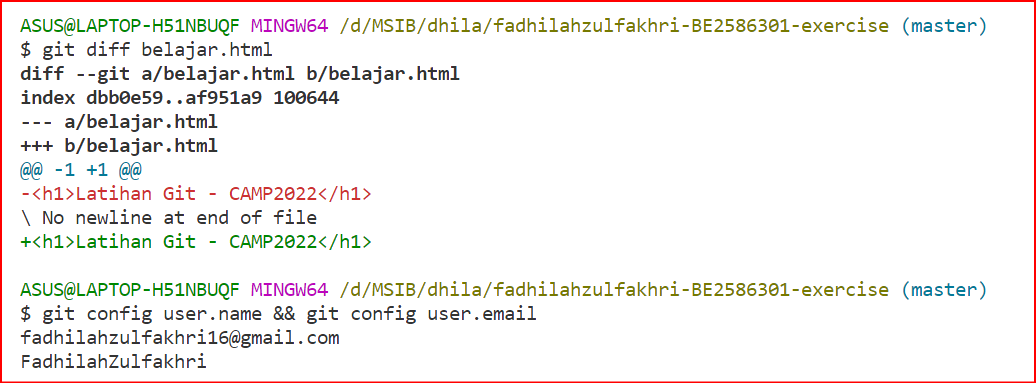 ASUS@LAPTOP-H51NBUQF MINGW64 /d/MSIB/dhila/fadhilahzulfakhri-BE2586301-exercise (master)
$ git diff belajar.html
diff --git a/belajar.html b/belajar.html
index dbb0e59..af951a9 100644
--- a/belajar.html
+++ b/belajar.html
@@ -1 +1 @@
-<h1>Latihan Git - CAMP2022</h1>
\ No newline at end of file
+<h1>Latihan Git - CAMP2022</h1>
ASUS@LAPTOP-H51NBUQF MINGW64 /d/MSIB/dhila/fadhilahzulfakhri-BE2586301-exercise (master)
$ git config user.name && git config user.email
fadhilahzulfakhri16@gmail.com
FadhilahZulfakhri